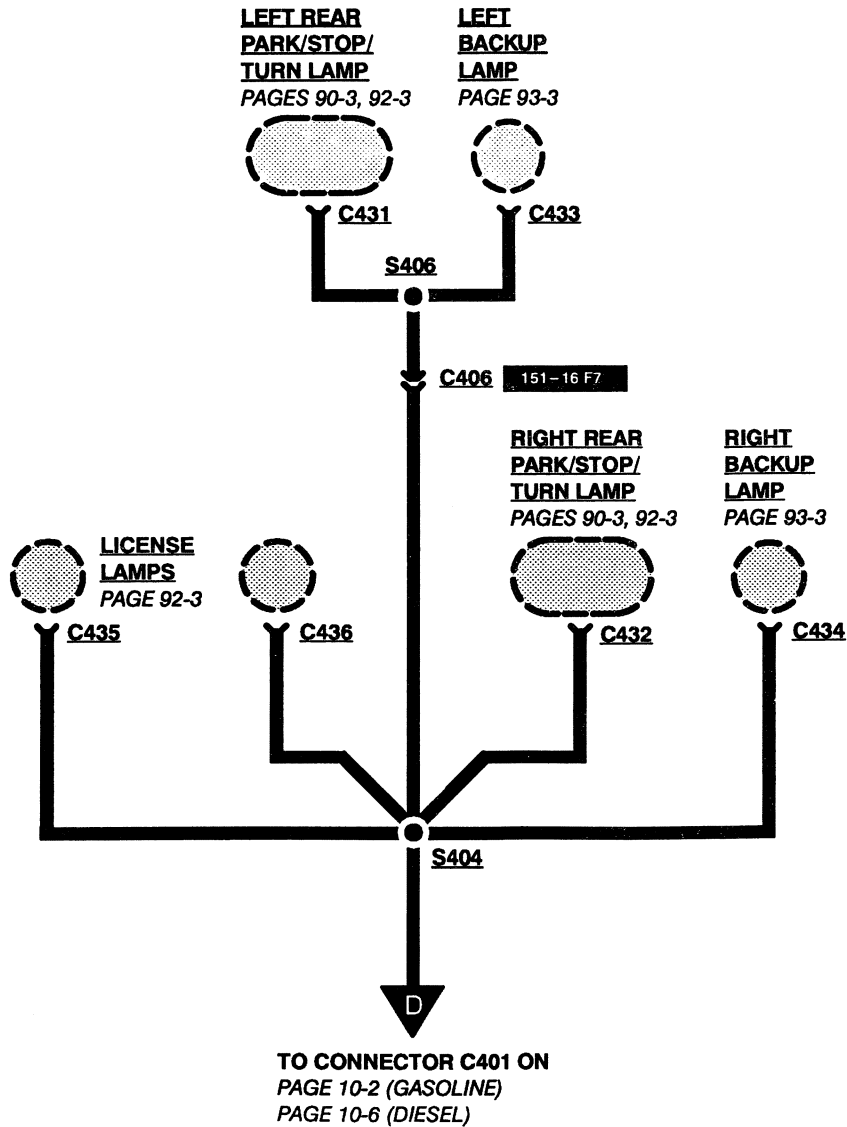 LEFT REAR
PARK/STOP/
TURN LAMP
PAGES 90-3, 92-3
LEFT
BACKUP
LAMP
PAGE 93-3
C431
C433
S406
C406
151-16 F7
RIGHT REAR
PARK/STOP/
TURN LAMP
PAGES 90-3, 92-3
RIGHT
BACKUP
LAMP
PAGE 93-3
LICENSE
LAMPS
PAGE 92-3
C435
C436
C432
C434
S404
D
TO CONNECTOR C401 ON
PAGE 10-2 (GASOLINE)
PAGE 10-6 (DIESEL)